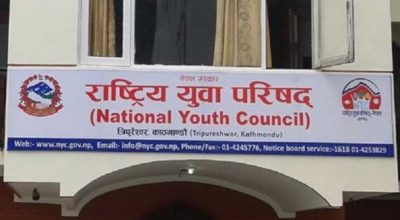 नेपाल सरकार
राष्ट्रिय युवा परिषद्
(National Youth Council)
त्रिपुरेश्वर, काठमाण्डौ (Tripureshwor, Kathmandu)
Web:- www.nyc.gov.np, Email:- info@nyc.gov.np, Phone/Fax:- 01-4245776, Notice board service:-1618 01-4253829